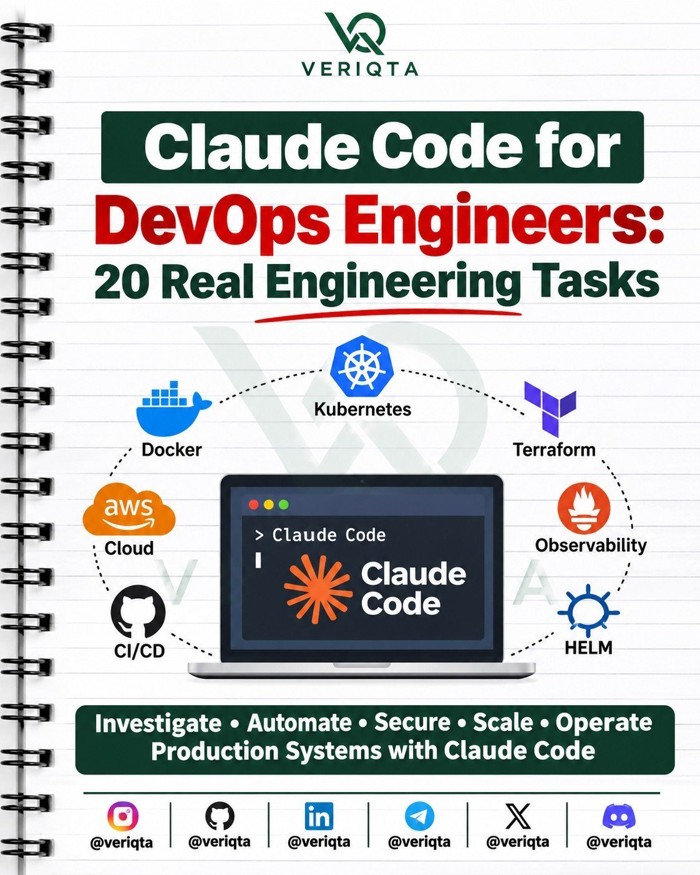 VERIQTA
Claude Code for
DevOps Engineers:
20 Real Engineering Tasks
Kubernetes
Docker
Terraform
aws
Cloud
Observability
CI/CD
HELM
> Claude Code
Claude
Code
V
A
Investigate • Automate • Secure • Scale • Operate
Production Systems with Claude Code
@veriqta
@veriqta
@veriqta
@veriqta
@veriqta
@veriqta